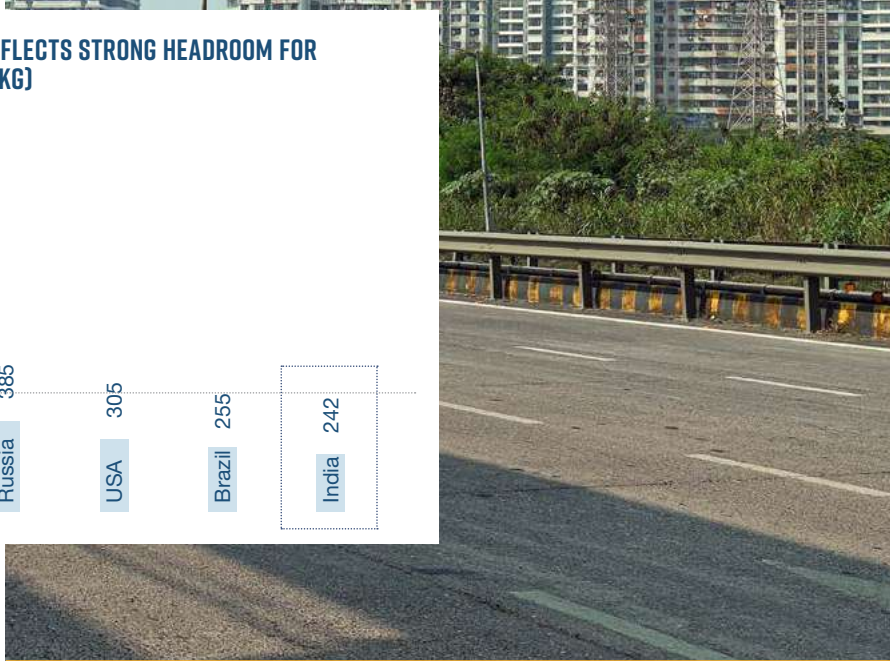 FLECTS STRONG HEADROOM FOR
KG)
Russia 385
USA 305
Brazil 255
India 242